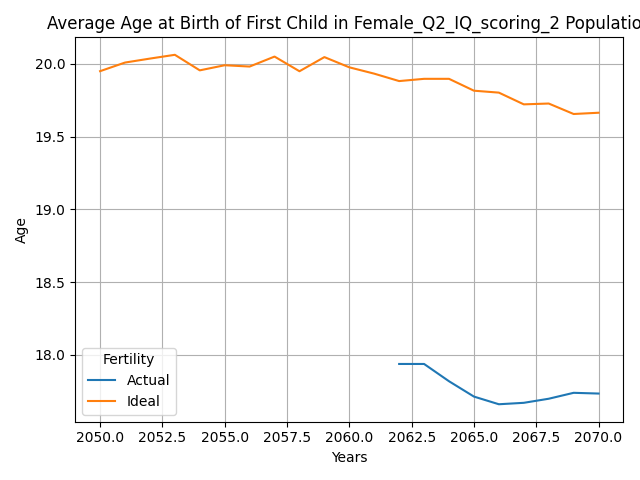 Average Age at Birth of First Child in Female_Q2_IQ_scoring_2 Populatio
20.0
19.5
19.0
18.5
18.0
Age
Fertility
Actual
Ideal
2050.0 2052.5 2055.0 2057.5 2060.0 2062.5 2065.0 2067.5 2070.0
Years